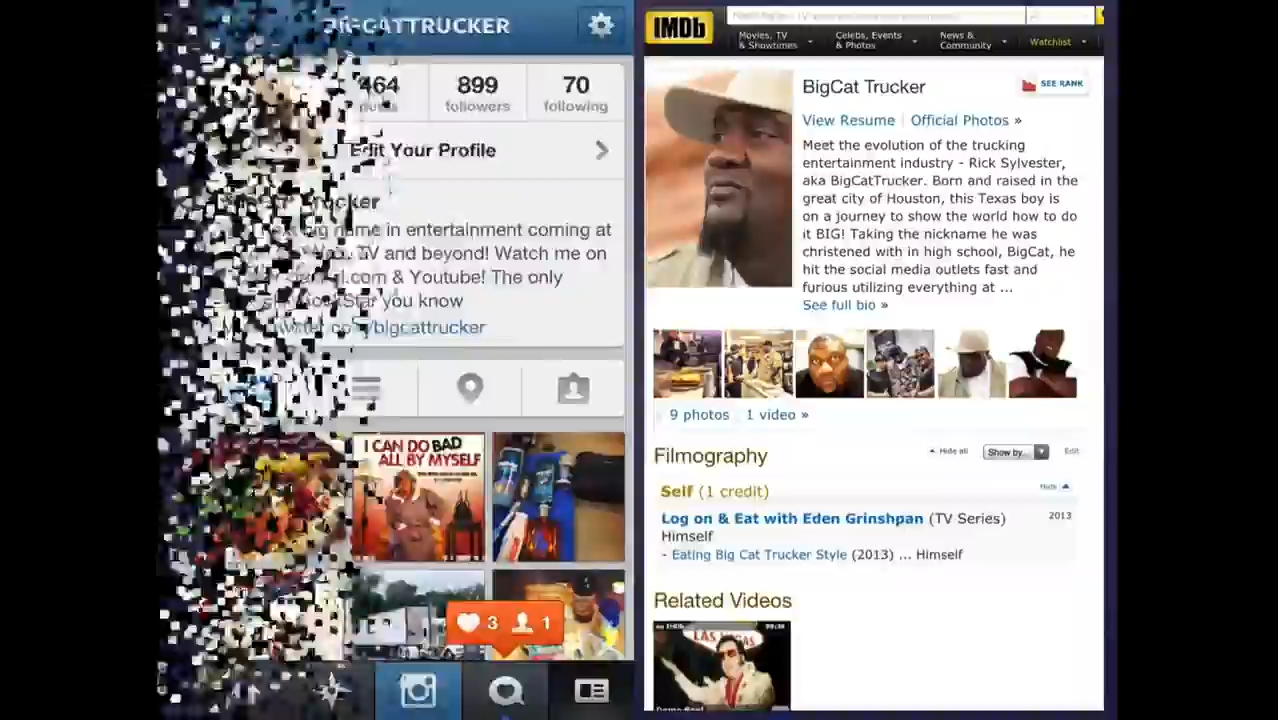 BIGCATTRUCKER
464
899
70
followers
following
Edit Your Profile
Trucker
big name in entertainment coming at
TV and beyond! Watch me on
.com & Youtube! The only
Star you know
/bigcattrucker
I CAN DO BAD
ALL BY MYSELF
3
1
IMDb
Movies, TV
& Showtimes
Celebs, Events
& Photos
News &
Community
Watchlist
BigCat Trucker
SEE RANK
View Resume
Official Photos »
Meet the evolution of the trucking
entertainment industry - Rick Sylvester,
aka BigCatTrucker. Born and raised in the
great city of Houston, this Texas boy is
on a journey to show the world how to do
it BIG! Taking the nickname he was
christened with in high school, BigCat, he
hit the social media outlets fast and
furious utilizing everything at ...
See full bio »
9 photos
1 video »
Filmography
Hide all
Show by...
Edit
Self (1 credit)
Hide
Log on & Eat with Eden Grinshpan (TV Series)
2013
Himself
- Eating Big Cat Trucker Style (2013) ... Himself
Related Videos
LAS VEGAS
Demo Reel